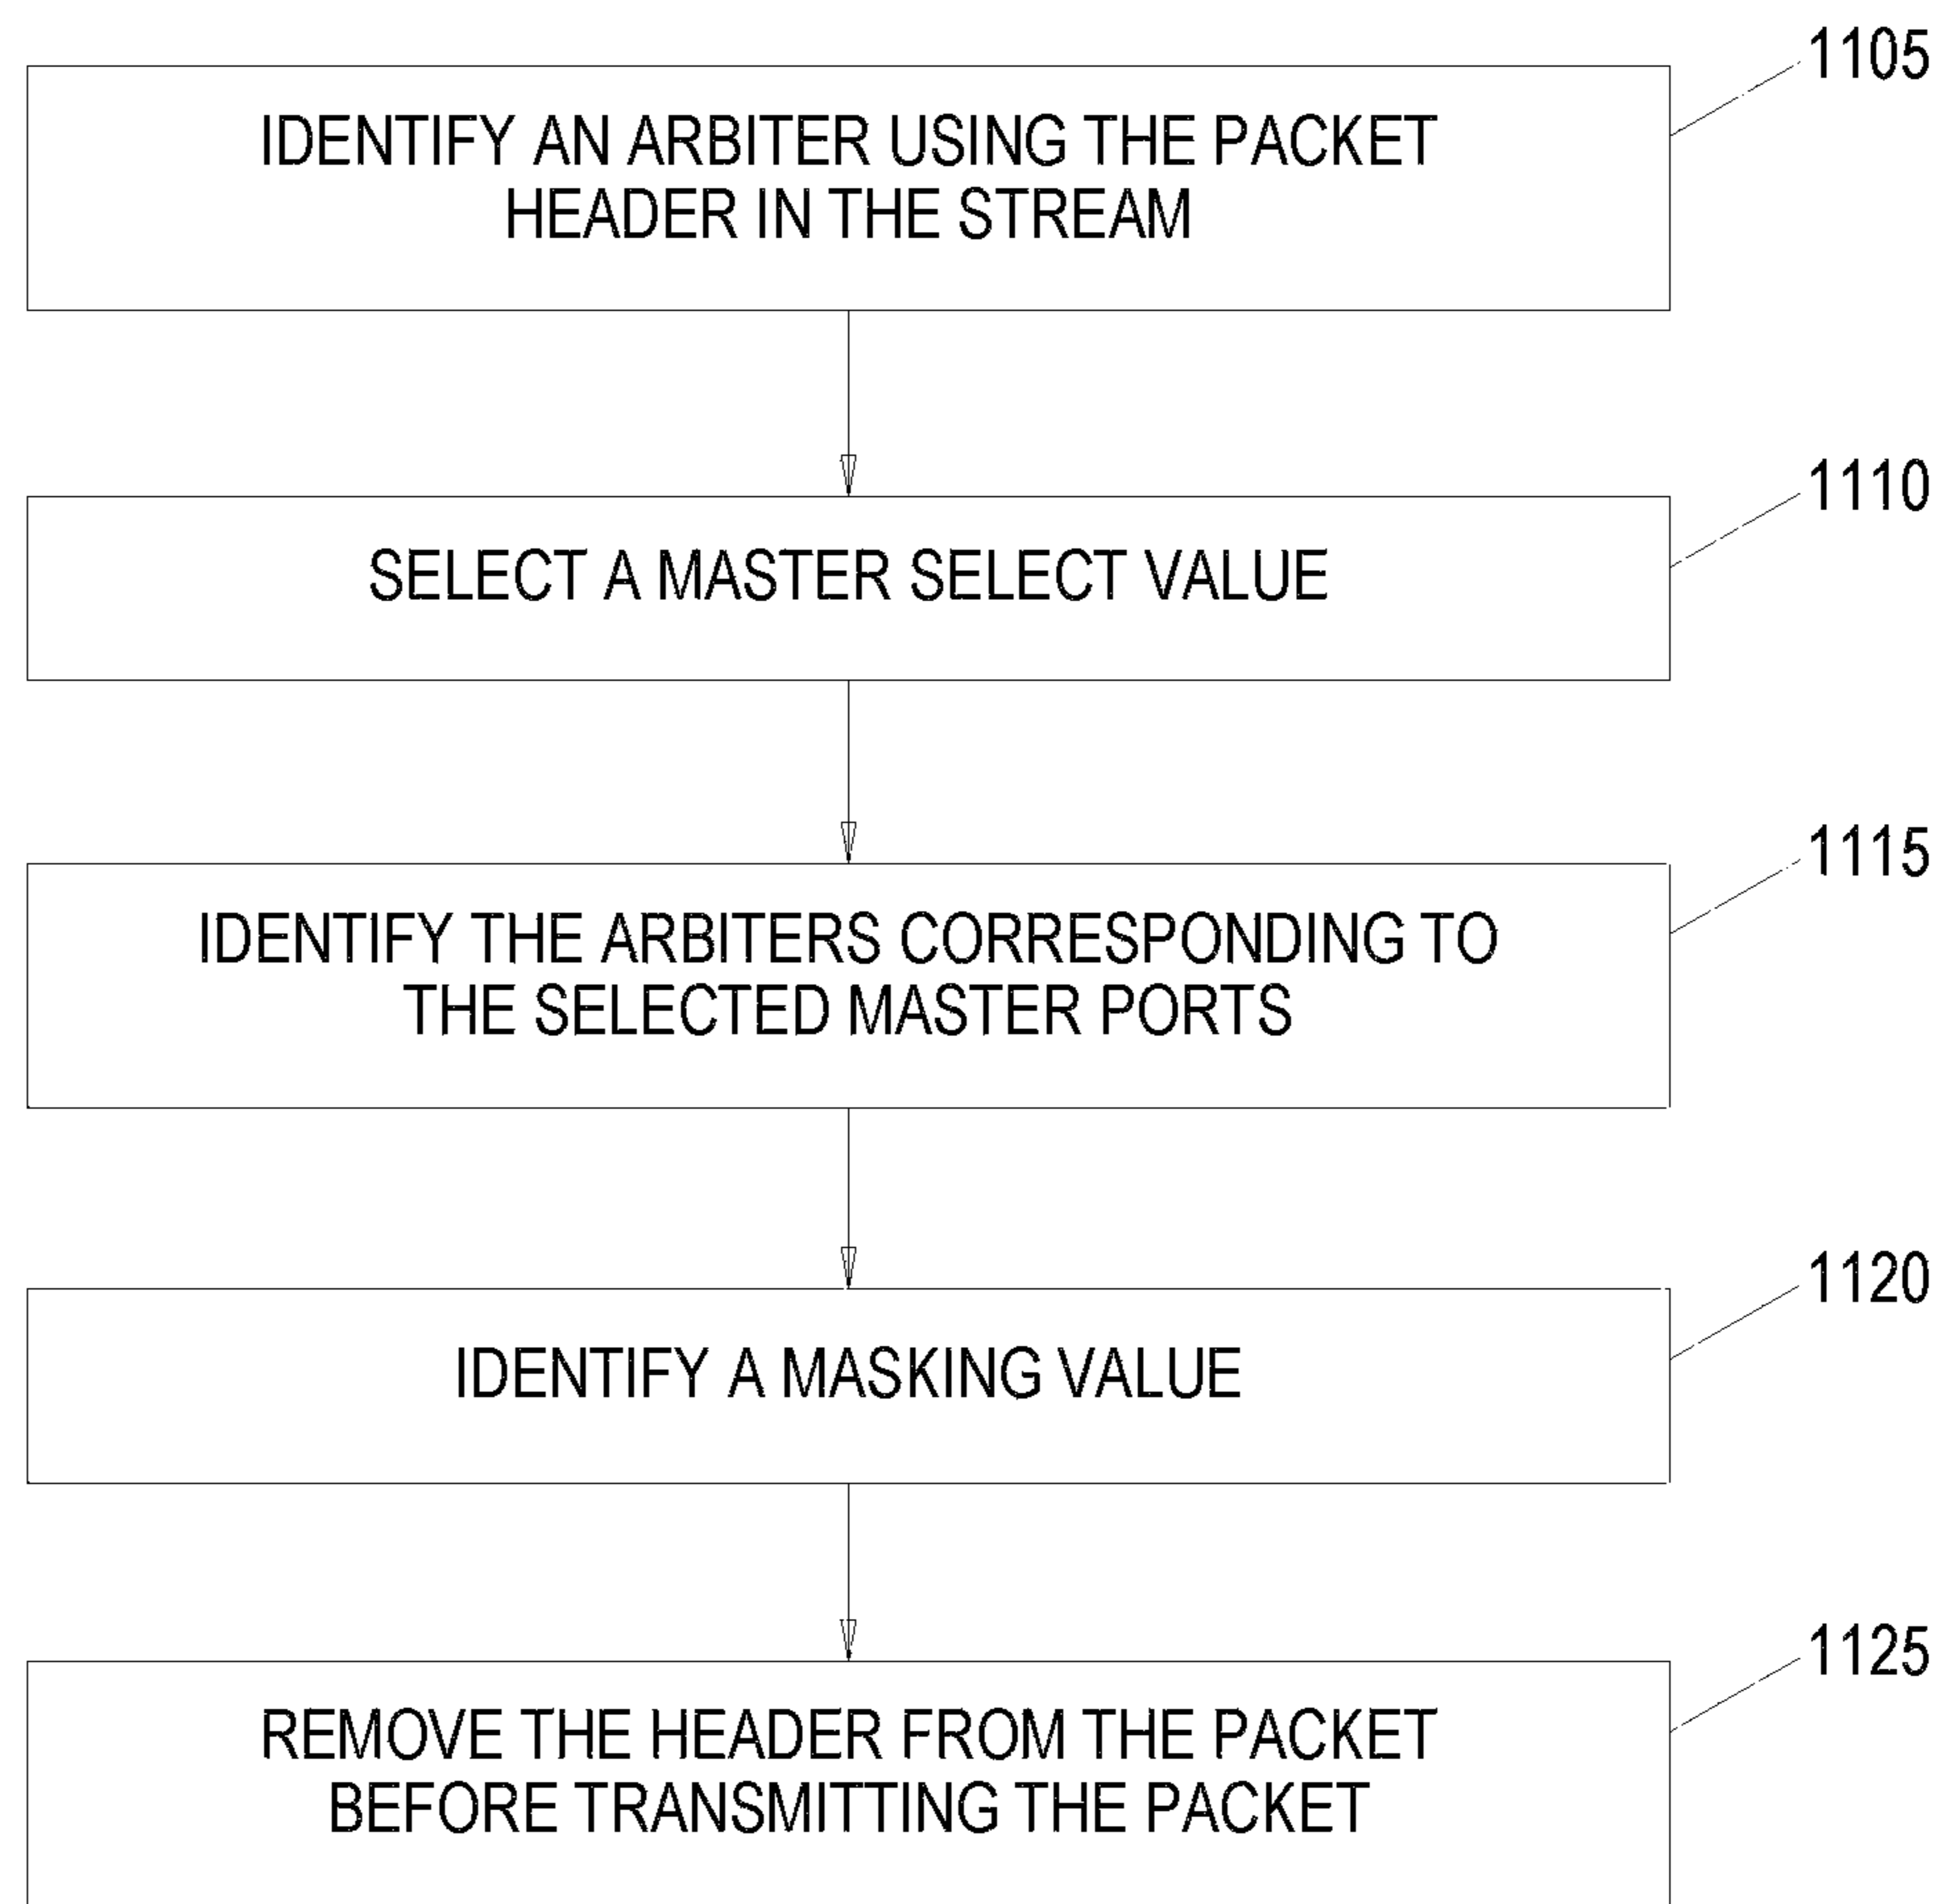 1105
IDENTIFY AN ARBITER USING THE PACKET
HEADER IN THE STREAM
1110
SELECT A MASTER SELECT VALUE
1115
IDENTIFY THE ARBITERS CORRESPONDING TO
THE SELECTED MASTER PORTS
1120
IDENTIFY A MASKING VALUE
1125
REMOVE THE HEADER FROM THE PACKET
BEFORE TRANSMITTING THE PACKET